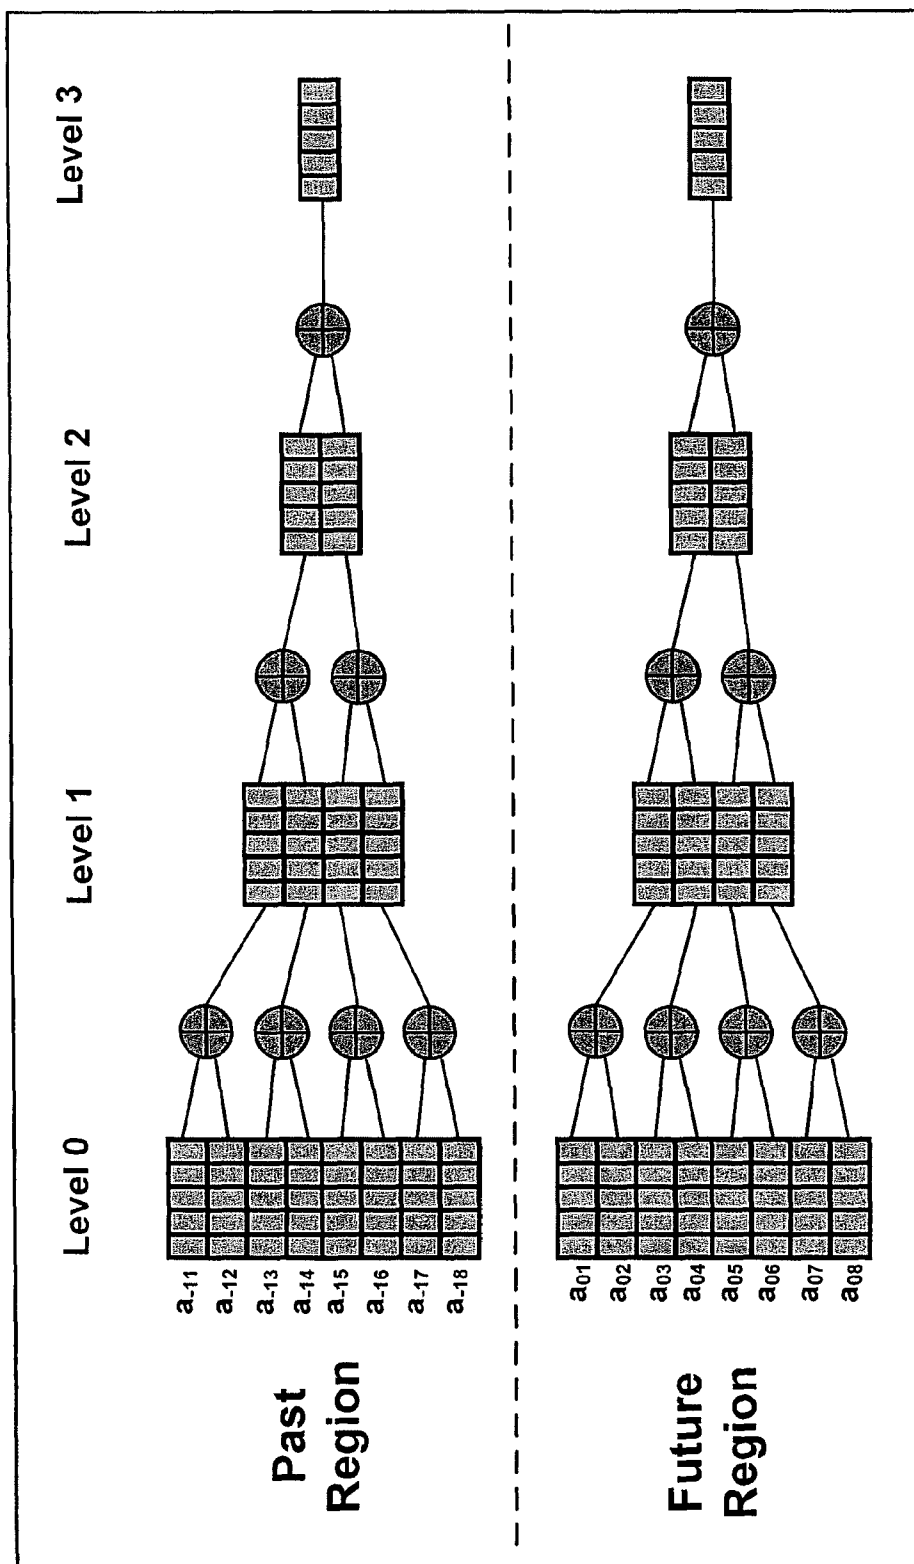 Level 0
Level 1
Level 2
Level 3
Past
Region
a-11
a-12
a-13
a-14
a-15
a-16
a-17
a-18
Future
Region
a01
a02
a03
a04
a05
a06
a07
a08